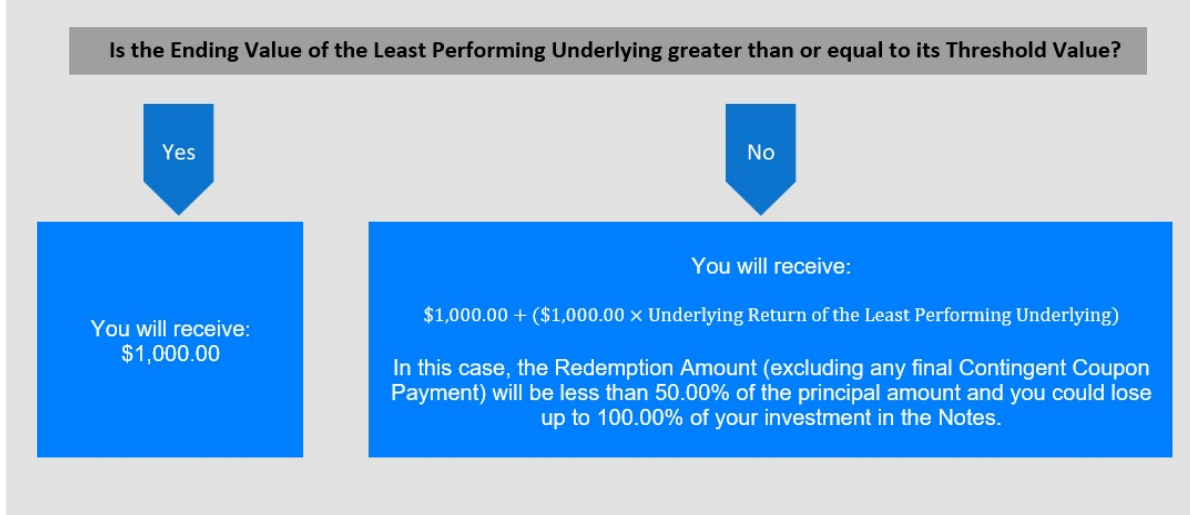 Is the Ending Value of the Least Performing Underlying greater than or equal to its Threshold Value?
Yes
No
You will receive:
$1,000.00
You will receive:
$1,000.00 + ($1,000.00 × Underlying Return of the Least Performing Underlying)
In this case, the Redemption Amount (excluding any final Contingent Coupon
Payment) will be less than 50.00% of the principal amount and you could lose
up to 100.00% of your investment in the Notes.